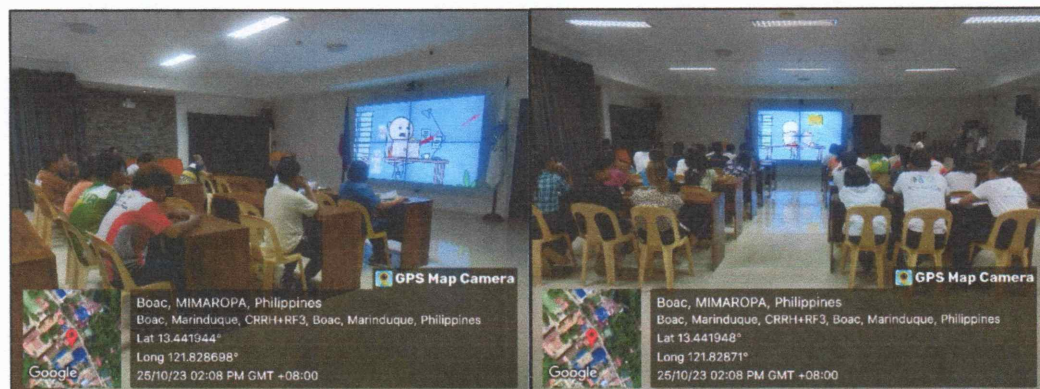 GPS Map Camera
Boac, MIMAROPA, Philippines
Boac, Marinduque, CRRH+RF3, Boac, Marinduque, Philippines
Lat 13.441944°
Long 121.828698°
25/10/23 02:08 PM GMT +08:00
Google
GPS Map Camera
Boac, MIMAROPA, Philippines
Boac, Marinduque, CRRH+RF3, Boac, Marinduque, Philippines
Lat 13.441948°
Long 121.82871°
25/10/23 02:08 PM GMT +08:00
Google